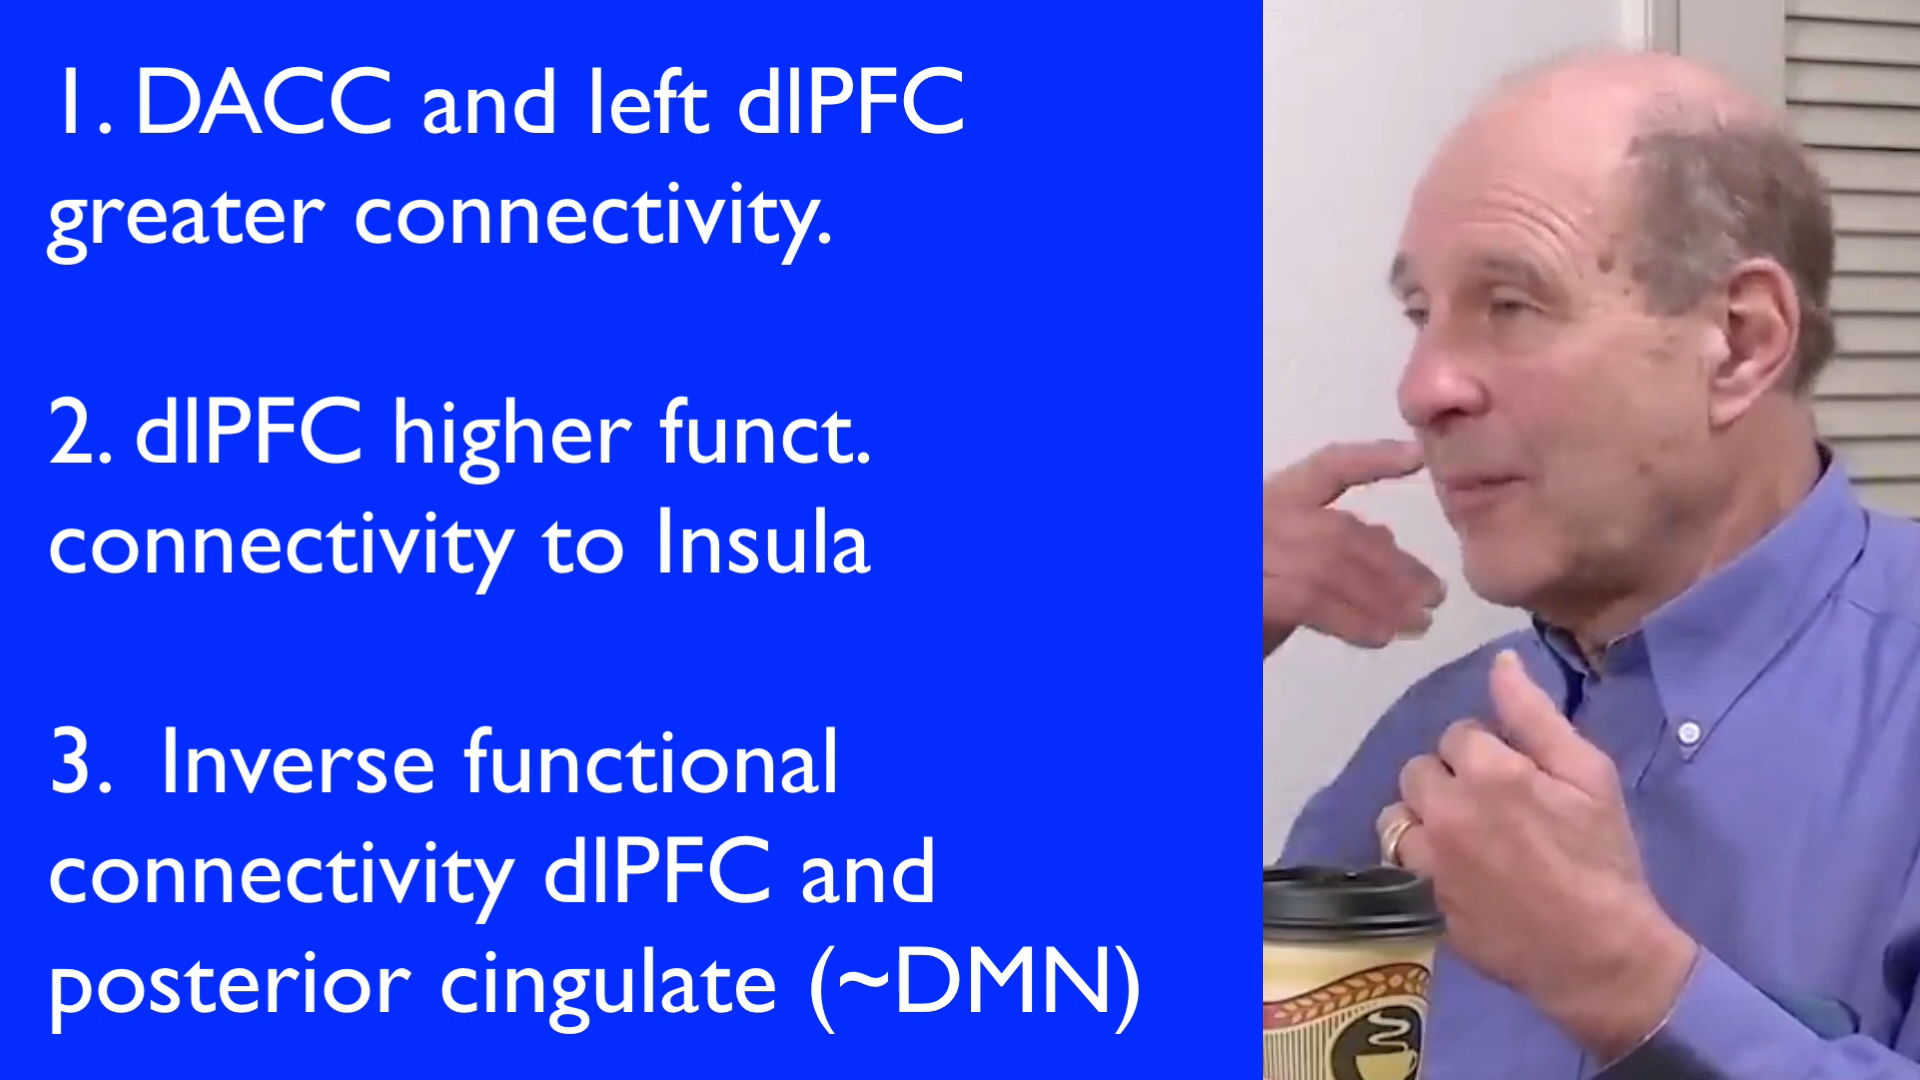 1. DACC and left dlPFC
greater connectivity.
2. dlPFC higher funct.
connectivity to Insula
3. Inverse functional
connectivity dlPFC and
posterior cingulate (~DMN)